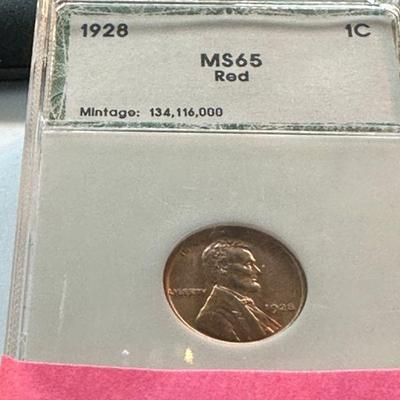 1928 1C
MS65
Red
Mintage: 134,116,000
LIBERTY 1928